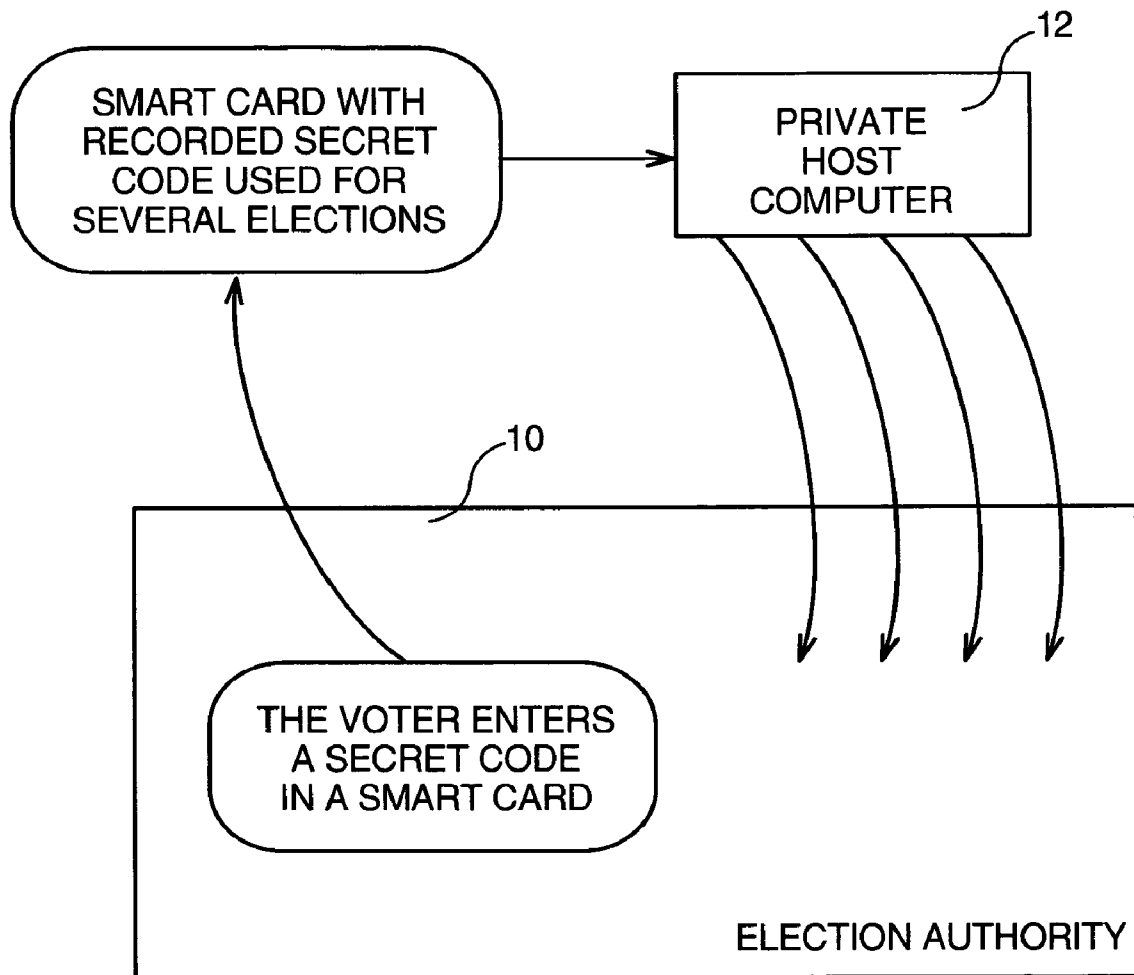 12
SMART CARD WITH
RECORDED SECRET
CODE USED FOR
SEVERAL ELECTIONS
PRIVATE
HOST
COMPUTER
10
THE VOTER ENTERS
A SECRET CODE
IN A SMART CARD
ELECTION AUTHORITY